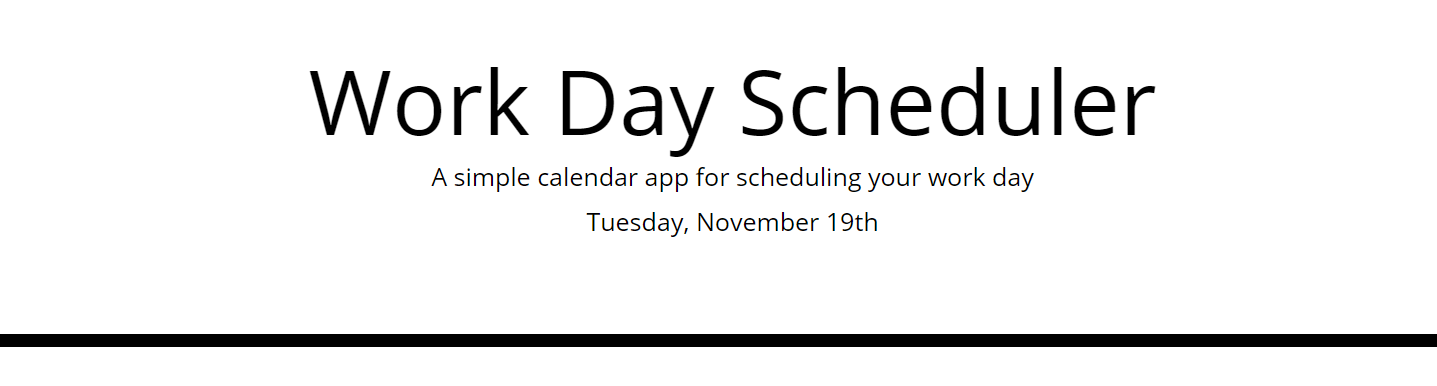 Work Day Scheduler
A simple calendar app for scheduling your work day
Tuesday, November 19th